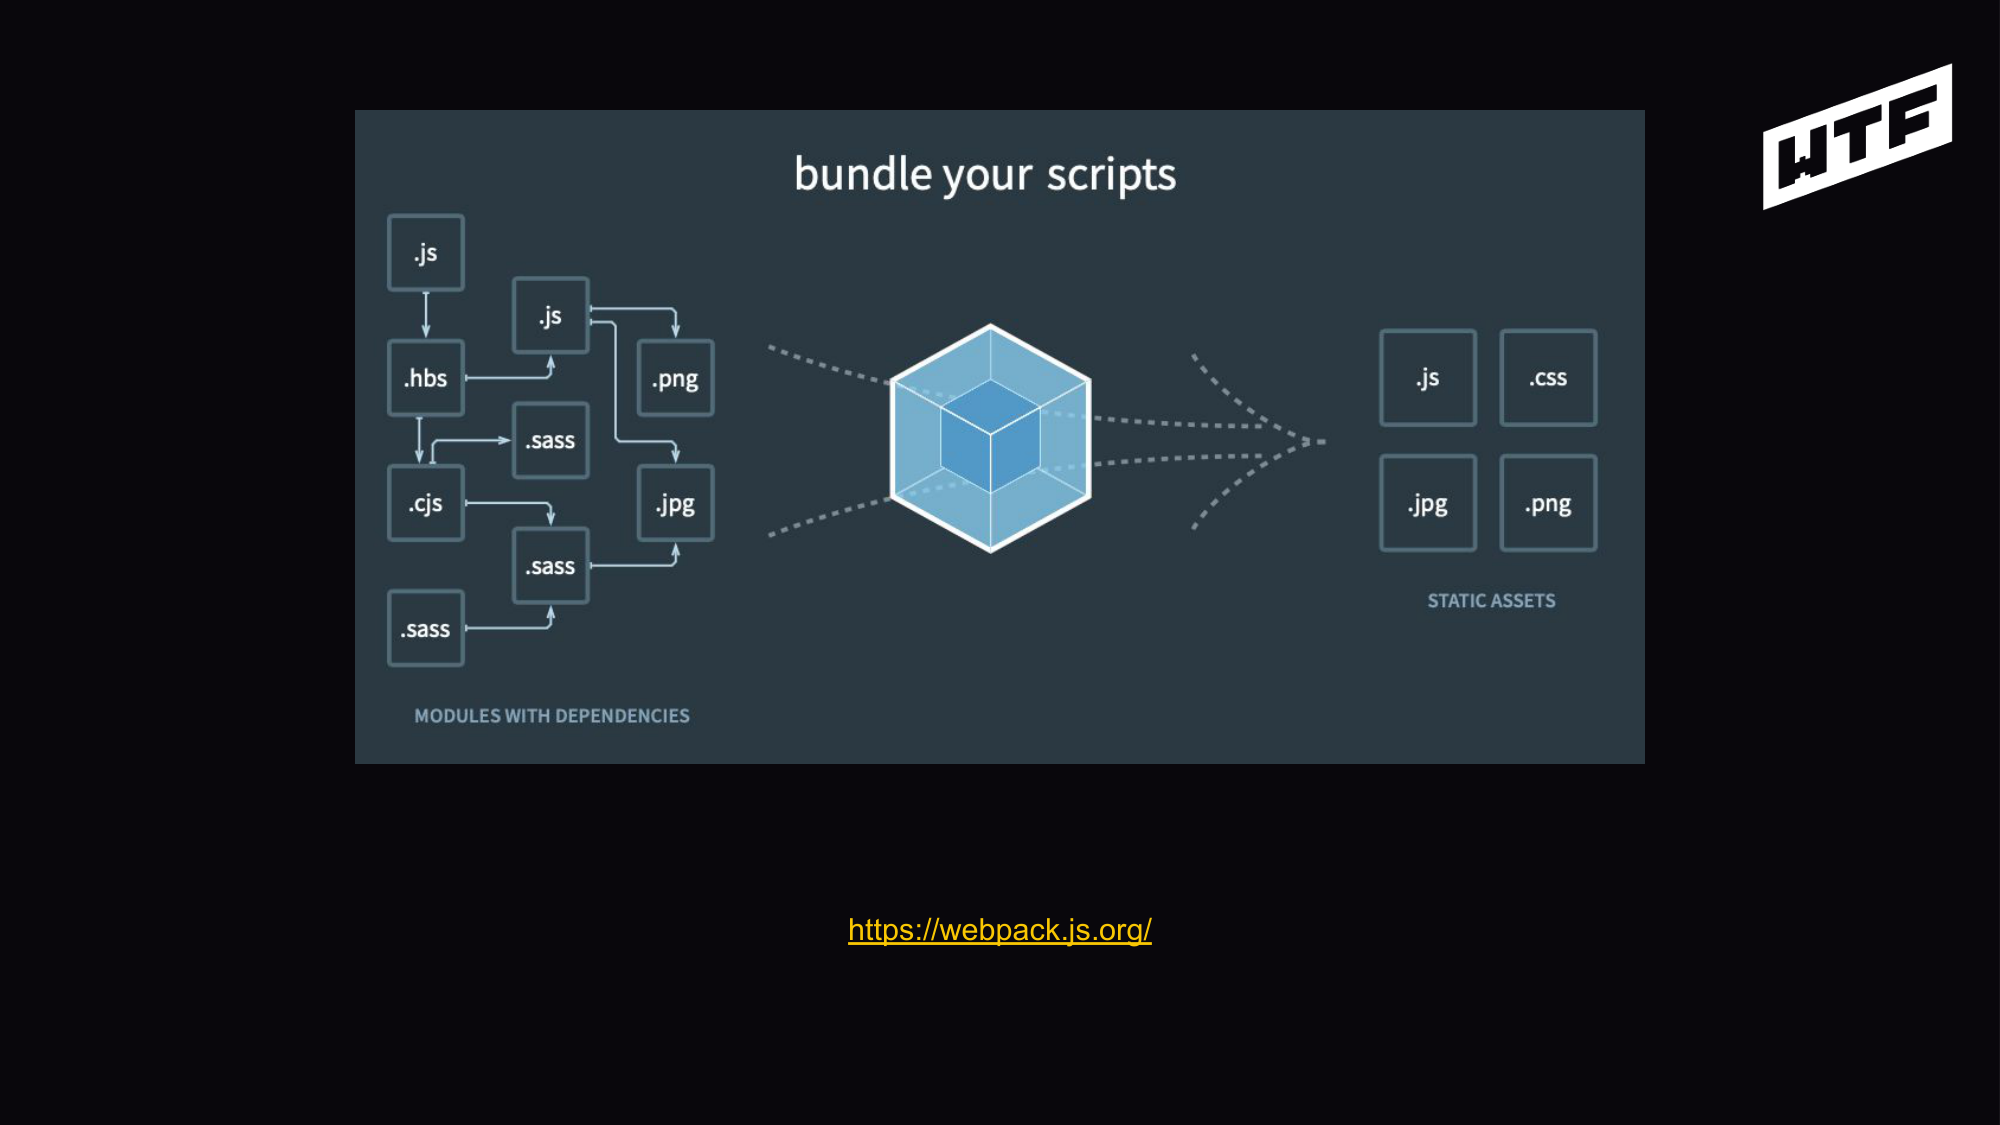 WTF
bundle your scripts
.js
.js
.hbs
.png
.sass
.cjs
.jpg
.sass
.sass
MODULES WITH DEPENDENCIES
.js
.css
.jpg
.png
STATIC ASSETS
https://webpack.js.org/